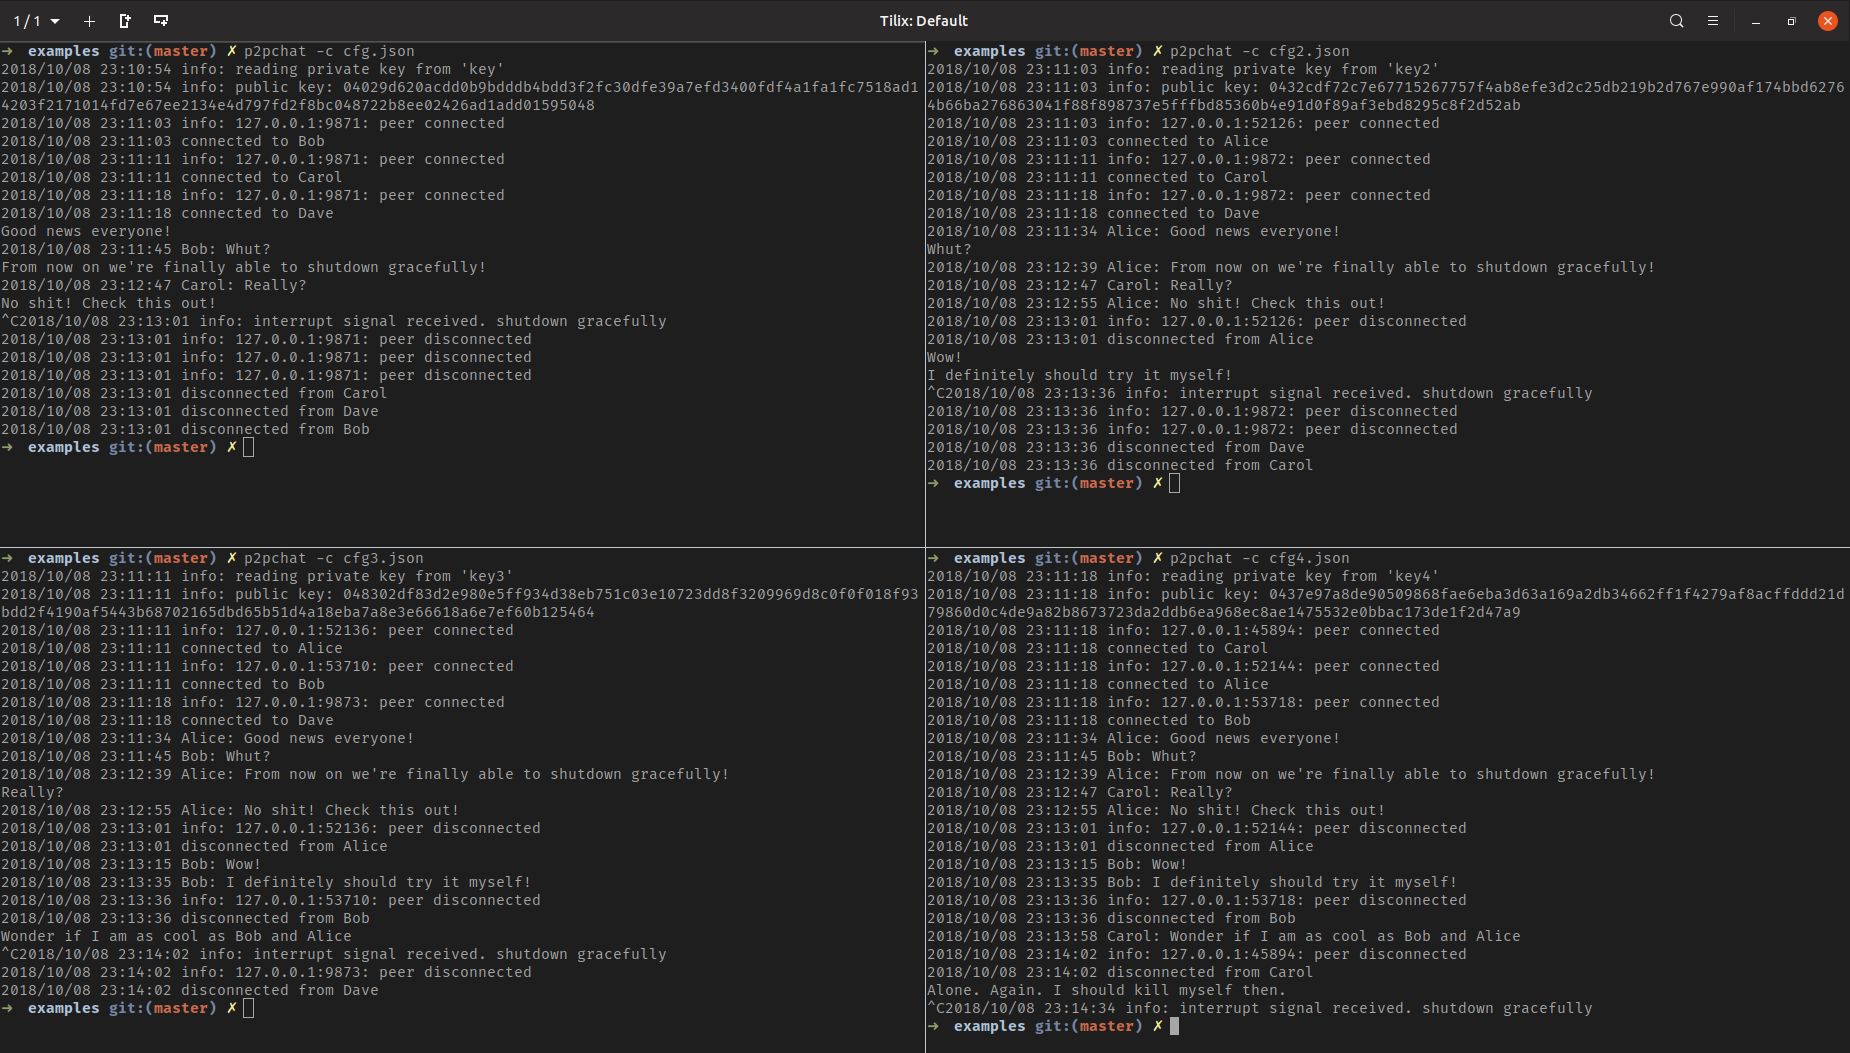 1 / 1
Tilix: Default
➜  examples git:(master) ✗ p2pchat -c cfg.json
2018/10/08 23:10:54 info: reading private key from 'key'
2018/10/08 23:10:54 info: public key: 04029d620acdd0b9bdddb4bdd3f2fc30dfe39a7efd3400fdf4a1fa1fc7518ad1
4203f2171014fd7e67ee2134e4d797fd2f8bc048722b8ee02426ad1add01595048
2018/10/08 23:11:03 info: 127.0.0.1:9871: peer connected
2018/10/08 23:11:03 connected to Bob
2018/10/08 23:11:11 info: 127.0.0.1:9871: peer connected
2018/10/08 23:11:11 connected to Carol
2018/10/08 23:11:18 info: 127.0.0.1:9871: peer connected
2018/10/08 23:11:18 connected to Dave
Good news everyone!
2018/10/08 23:11:45 Bob: Whut?
From now on we're finally able to shutdown gracefully!
2018/10/08 23:12:47 Carol: Really?
No shit! Check this out!
^C2018/10/08 23:13:01 info: interrupt signal received. shutdown gracefully
2018/10/08 23:13:01 info: 127.0.0.1:9871: peer disconnected
2018/10/08 23:13:01 info: 127.0.0.1:9871: peer disconnected
2018/10/08 23:13:01 info: 127.0.0.1:9871: peer disconnected
2018/10/08 23:13:01 disconnected from Carol
2018/10/08 23:13:01 disconnected from Dave
2018/10/08 23:13:01 disconnected from Bob
➜  examples git:(master) ✗
➜  examples git:(master) ✗ p2pchat -c cfg2.json
2018/10/08 23:11:03 info: reading private key from 'key2'
2018/10/08 23:11:03 info: public key: 0432cdf72c7e67715267757f4ab8efe3d2c25db219b2d767e990af174bbd6276
4b66ba276863041f88f898737e5fffbd85360b4e91d0f89af3ebd8295c8f2d52ab
2018/10/08 23:11:03 info: 127.0.0.1:52126: peer connected
2018/10/08 23:11:03 connected to Alice
2018/10/08 23:11:11 info: 127.0.0.1:9872: peer connected
2018/10/08 23:11:11 connected to Carol
2018/10/08 23:11:18 info: 127.0.0.1:9872: peer connected
2018/10/08 23:11:18 connected to Dave
2018/10/08 23:11:34 Alice: Good news everyone!
Whut?
2018/10/08 23:12:39 Alice: From now on we're finally able to shutdown gracefully!
2018/10/08 23:12:47 Carol: Really?
2018/10/08 23:12:55 Alice: No shit! Check this out!
2018/10/08 23:13:01 info: 127.0.0.1:52126: peer disconnected
2018/10/08 23:13:01 disconnected from Alice
Wow!
I definitely should try it myself!
^C2018/10/08 23:13:36 info: interrupt signal received. shutdown gracefully
2018/10/08 23:13:36 info: 127.0.0.1:9872: peer disconnected
2018/10/08 23:13:36 info: 127.0.0.1:9872: peer disconnected
2018/10/08 23:13:36 disconnected from Dave
2018/10/08 23:13:36 disconnected from Carol
➜  examples git:(master) ✗
➜  examples git:(master) ✗ p2pchat -c cfg3.json
2018/10/08 23:11:11 info: reading private key from 'key3'
2018/10/08 23:11:11 info: public key: 048302df83d2e980e5ff934d38eb751c03e10723dd8f3209969d8c0f0f018f93
bdd2f4190af5443b68702165dbd65b51d4a18eba7a8e3e66618a6e7ef60b125464
2018/10/08 23:11:11 info: 127.0.0.1:52136: peer connected
2018/10/08 23:11:11 connected to Alice
2018/10/08 23:11:11 info: 127.0.0.1:53710: peer connected
2018/10/08 23:11:11 connected to Bob
2018/10/08 23:11:18 info: 127.0.0.1:9873: peer connected
2018/10/08 23:11:18 connected to Dave
2018/10/08 23:11:34 Alice: Good news everyone!
2018/10/08 23:11:45 Bob: Whut?
2018/10/08 23:12:39 Alice: From now on we're finally able to shutdown gracefully!
Really?
2018/10/08 23:12:55 Alice: No shit! Check this out!
2018/10/08 23:13:01 info: 127.0.0.1:52136: peer disconnected
2018/10/08 23:13:01 disconnected from Alice
2018/10/08 23:13:15 Bob: Wow!
2018/10/08 23:13:35 Bob: I definitely should try it myself!
2018/10/08 23:13:36 info: 127.0.0.1:53710: peer disconnected
2018/10/08 23:13:36 disconnected from Bob
Wonder if I am as cool as Bob and Alice
^C2018/10/08 23:14:02 info: interrupt signal received. shutdown gracefully
2018/10/08 23:14:02 info: 127.0.0.1:9873: peer disconnected
2018/10/08 23:14:02 disconnected from Dave
➜  examples git:(master) ✗
➜  examples git:(master) ✗ p2pchat -c cfg4.json
2018/10/08 23:11:18 info: reading private key from 'key4'
2018/10/08 23:11:18 info: public key: 0437e97a8de90509868fae6eba3d63a169a2db34662ff1f4279af8acffddd21d
79860d0c4de9a82b8673723da2ddb6ea968ec8ae1475532e0bbac173de1f2d47a9
2018/10/08 23:11:18 info: 127.0.0.1:45894: peer connected
2018/10/08 23:11:18 connected to Carol
2018/10/08 23:11:18 info: 127.0.0.1:52144: peer connected
2018/10/08 23:11:18 connected to Alice
2018/10/08 23:11:18 info: 127.0.0.1:53718: peer connected
2018/10/08 23:11:18 connected to Bob
2018/10/08 23:11:34 Alice: Good news everyone!
2018/10/08 23:11:45 Bob: Whut?
2018/10/08 23:12:39 Alice: From now on we're finally able to shutdown gracefully!
2018/10/08 23:12:47 Carol: Really?
2018/10/08 23:12:55 Alice: No shit! Check this out!
2018/10/08 23:13:01 info: 127.0.0.1:52144: peer disconnected
2018/10/08 23:13:01 disconnected from Alice
2018/10/08 23:13:15 Bob: Wow!
2018/10/08 23:13:35 Bob: I definitely should try it myself!
2018/10/08 23:13:36 info: 127.0.0.1:53718: peer disconnected
2018/10/08 23:13:36 disconnected from Bob
2018/10/08 23:13:58 Carol: Wonder if I am as cool as Bob and Alice
2018/10/08 23:14:02 info: 127.0.0.1:45894: peer disconnected
2018/10/08 23:14:02 disconnected from Carol
Alone. Again. I should kill myself then.
^C2018/10/08 23:14:34 info: interrupt signal received. shutdown gracefully
➜  examples git:(master) ✗